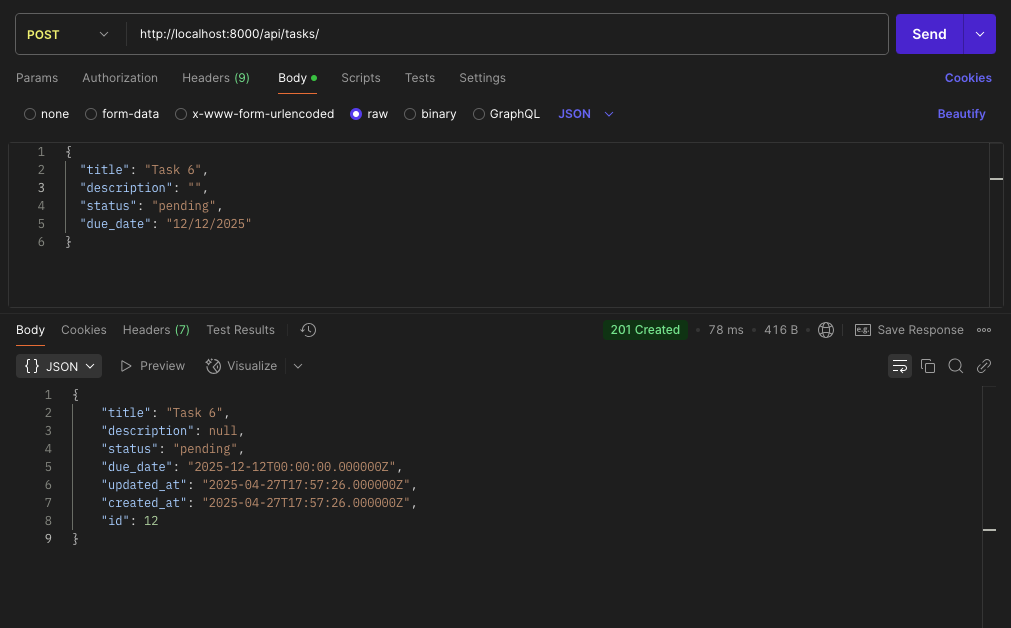 POST http://localhost:8000/api/tasks/ Send
Params Authorization Headers (9) Body Scripts Tests Settings Cookies
none form-data x-www-form-urlencoded raw binary GraphQL JSON Beautify
1 {
2 "title": "Task 6",
3 "description": "",
4 "status": "pending",
5 "due_date": "12/12/2025"
6 }
Body Cookies Headers (7) Test Results 201 Created • 78 ms • 416 B • e.g. Save Response
{} JSON Preview Visualize
1 {
2 "title": "Task 6",
3 "description": null,
4 "status": "pending",
5 "due_date": "2025-12-12T00:00:00.000000Z",
6 "updated_at": "2025-04-27T17:57:26.000000Z",
7 "created_at": "2025-04-27T17:57:26.000000Z",
8 "id": 12
9 }